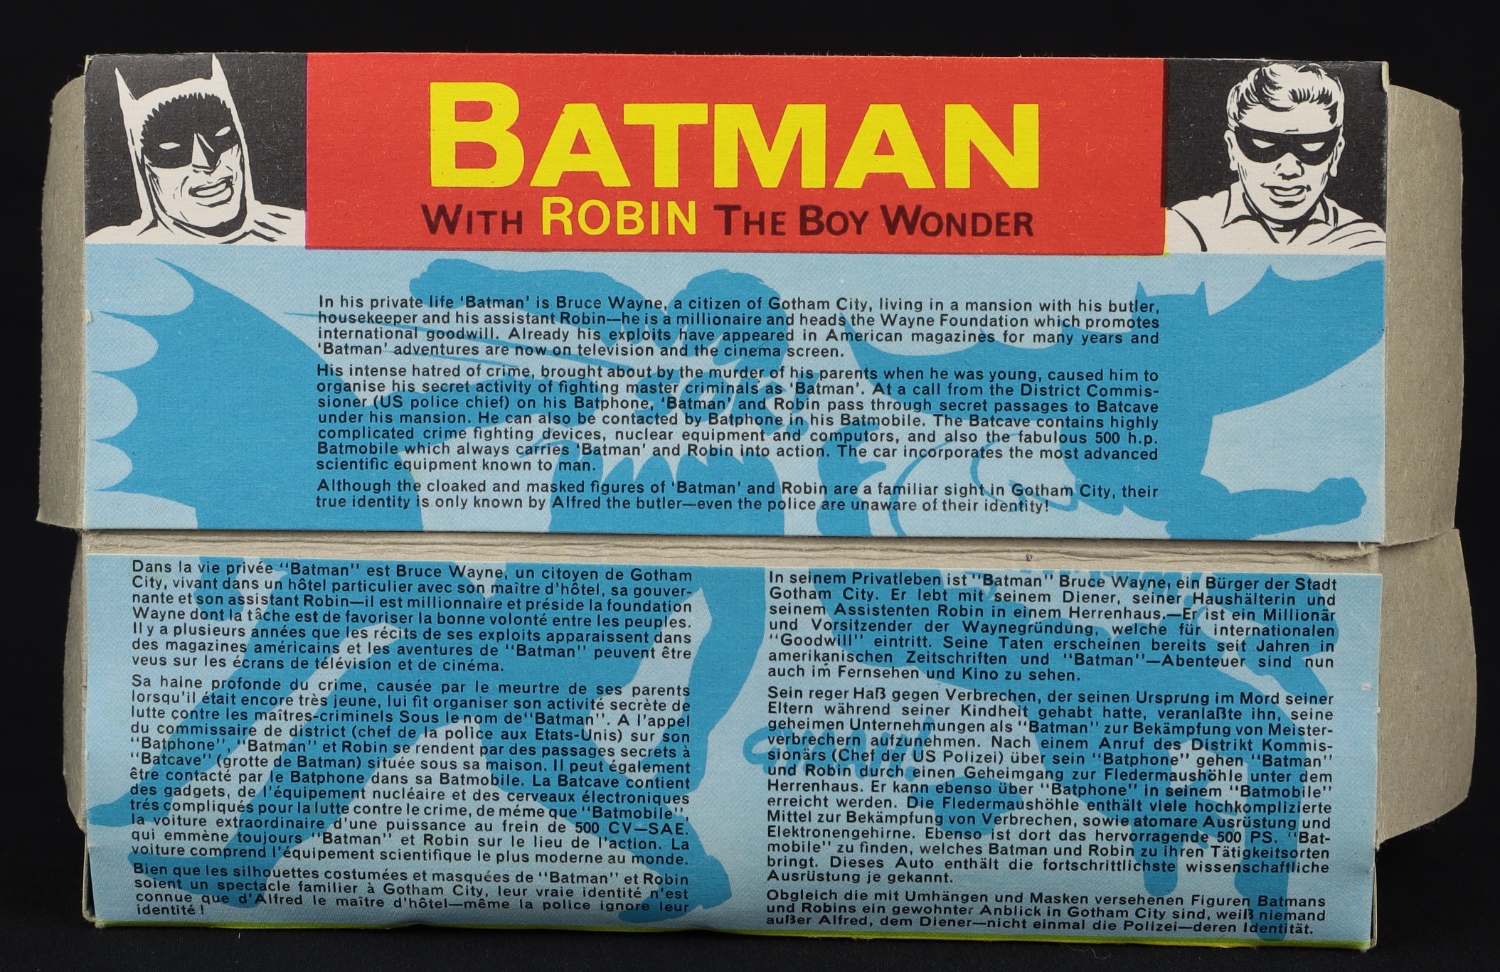 BATMAN
WITH ROBIN THE BOY WONDER
In his private life 'Batman' is Bruce Wayne, a citizen of Gotham City, living in a mansion with his butler,
housekeeper and his assistant Robin—he is a millionaire and heads the Wayne Foundation which promotes
international goodwill. Already his exploits have appeared in American magazines for many years and
'Batman' adventures are now on television and the cinema screen.
His intense hatred of crime, brought about by the murder of his parents when he was young, caused him to
organise his secret activity of fighting master criminals as 'Batman'. At a call from the District Commis-
sioner (US police chief) on his Batphone, 'Batman' and Robin pass through secret passages to Batcave
under his mansion. He can also be contacted by Batphone in his Batmobile. The Batcave contains highly
complicated crime fighting devices, nuclear equipment and computors, and also the fabulous 500 h.p.
Batmobile which always carries 'Batman' and Robin into action. The car incorporates the most advanced
scientific equipment known to man.
Although the cloaked and masked figures of 'Batman' and Robin are a familiar sight in Gotham City, their
true identity is only known by Alfred the butler—even the police are unaware of their identity!
Dans la vie privée "Batman" est Bruce Wayne, un citoyen de Gotham
City, vivant dans un hôtel particulier avec son maître d'hôtel, sa gouver-
nante et son assistant Robin—il est millionnaire et préside la foundation
Wayne dont la tâche est de favoriser la bonne volonté entre les peuples.
Il y a plusieurs années que les récits de ses exploits apparaissent dans
des magazines américains et les aventures de "Batman" peuvent être
veus sur les écrans de télévision et de cinéma.
Sa haine profonde du crime, causée par le meurtre de ses parents
lorsqu'il était encore très jeune, lui fit organiser son activité secrète de
lutte contre les maîtres-criminels Sous le nom de "Batman". A l'appel
du commissaire de district (chef de la police aux Etats-Unis) sur son
"Batphone", "Batman" et Robin se rendent par des passages secrets à
"Batcave" (grotte de Batman) située sous sa maison. Il peut également
être contacté par le Batphone dans sa Batmobile. La Batcave contient
des gadgets, de l'équipement nucléaire et des cerveaux électroniques
trés compliqués pour la lutte contre le crime, de méme que "Batmobile",
la voiture extraordinaire d'une puissance au frein de 500 CV—SAE.
qui emmène toujours "Batman" et Robin sur le lieu de l'action. La
voiture comprend l'équipement scientifique le plus moderne au monde.
Bien que les silhouettes costumées et masquées de "Batman" et Robin
soient un spectacle familier à Gotham City, leur vraie identité n'est
connue que d'Alfred le maître d'hôtel—même la police ignore leur
identité!
In seinem Privatleben ist "Batman" Bruce Wayne, ein Bürger der Stadt
Gotham City. Er lebt mit seinem Diener, seiner Haushälterin und
seinem Assistenten Robin in einem Herrenhaus.—Er ist ein Millionär
und Vorsitzender der Waynegründung, welche für internationalen
"Goodwill" eintritt. Seine Taten erscheinen bereits seit Jahren in
amerikanischen Zeitschriften und "Batman"—Abenteuer sind nun
auch im Fernsehen und Kino zu sehen.
Sein reger Haß gegen Verbrechen, der seinen Ursprung im Mord seiner
Eltern während seiner Kindheit gehabt hatte, veranlaßte ihn, seine
geheimen Unternehmungen als "Batman" zur Bekämpfung von Meister-
verbrechern aufzunehmen. Nach einem Anruf des Distrikt Kommis-
sionärs (Chef der US Polizei) über sein "Batphone" gehen "Batman"
und Robin durch einen Geheimgang zur Fledermaushöhle unter dem
Herrenhaus. Er kann ebenso über "Batphone" in seinem "Batmobile"
erreicht werden. Die Fledermaushöhle enthält viele hochkomplizierte
Mittel zur Bekämpfung von Verbrechen, sowie atomare Ausrüstung und
Elektronengehirne. Ebenso ist dort das hervorragende 500 PS. "Bat-
mobile" zu finden, welches Batman und Robin zu ihren Tätigkeitsorten
bringt. Dieses Auto enthält die fortschrittlichste wissenschaftliche
Ausrüstung je gekannt.
Obgleich die mit Umhängen und Masken versehenen Figuren Batmans
und Robins ein gewohnter Anblick in Gotham City sind, weiß niemand
außer Alfred, dem Diener—nicht einmal die Polizei—deren Identität.